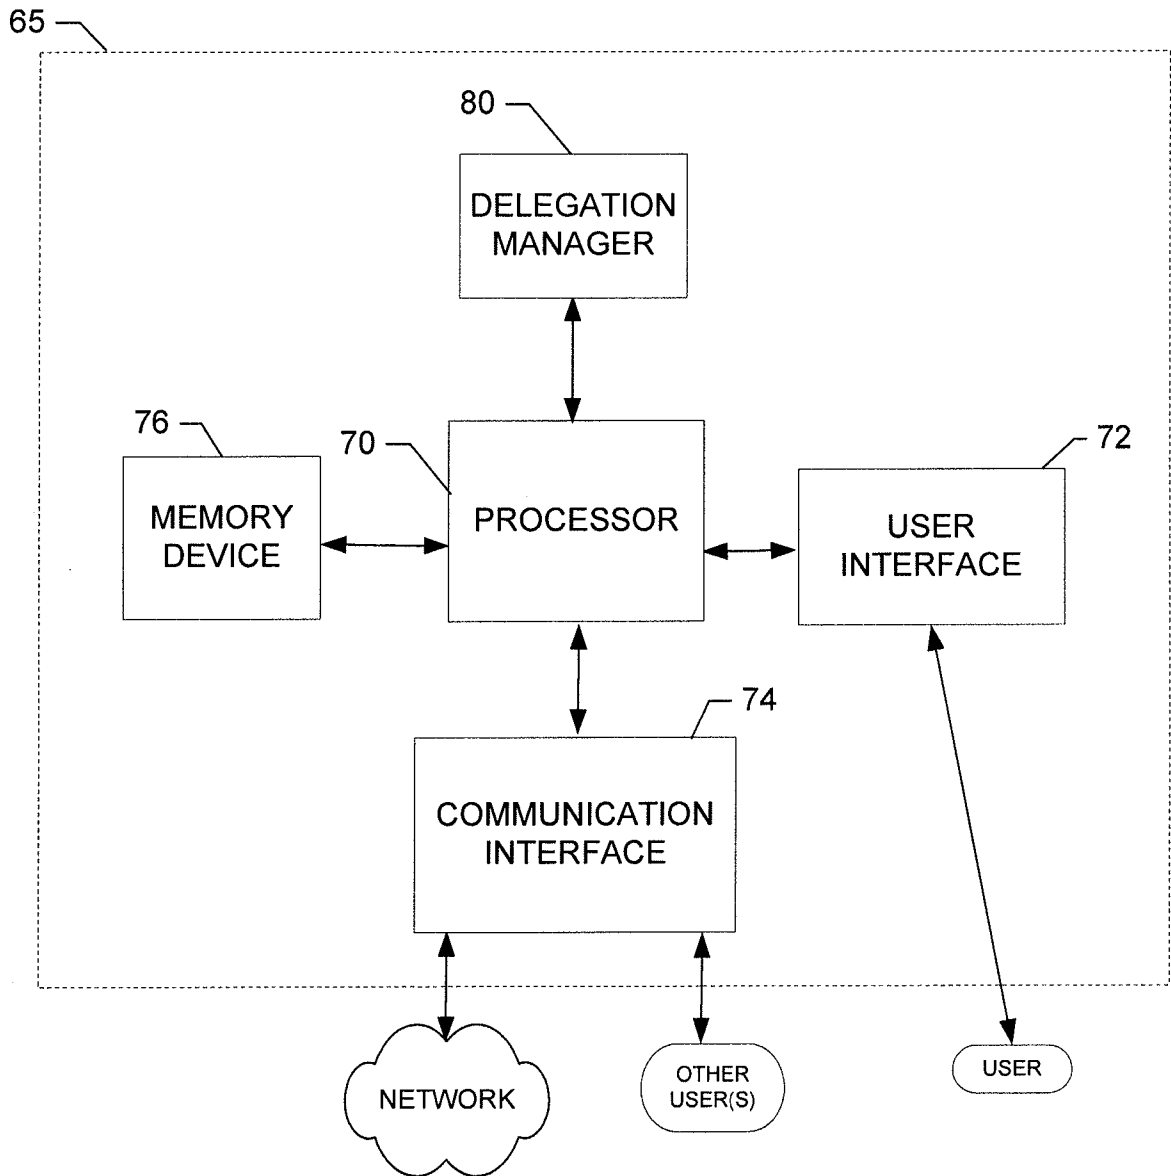 65
80
DELEGATION
MANAGER
76
70
72
MEMORY
DEVICE
PROCESSOR
USER
INTERFACE
74
COMMUNICATION
INTERFACE
NETWORK
OTHER
USER(S)
USER